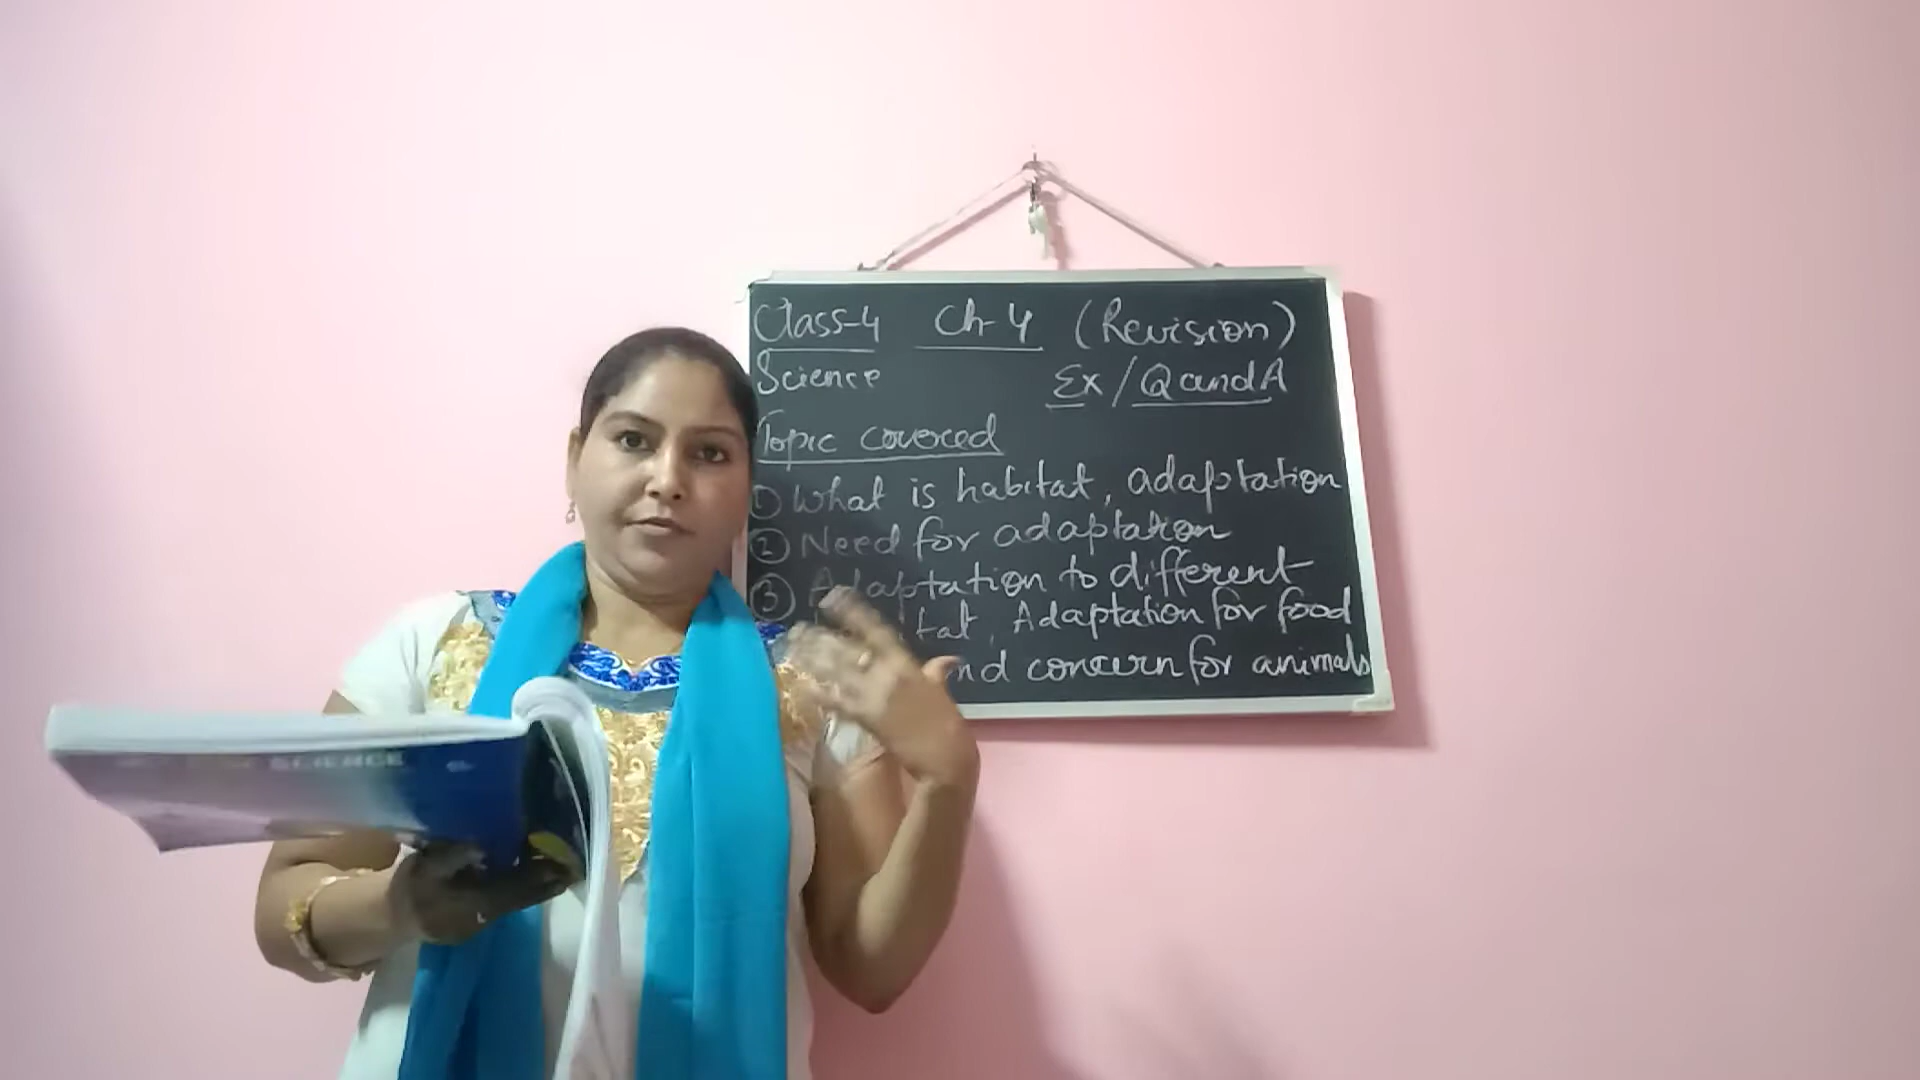 Class-4 Ch-4 (Revision)
Science Ex/Q and A
Topic covered
① What is habitat, adaptation
② Need for adaptation
③ Adaptation to different
tat, Adaptation for food
nd concern for animals
SCIENCE